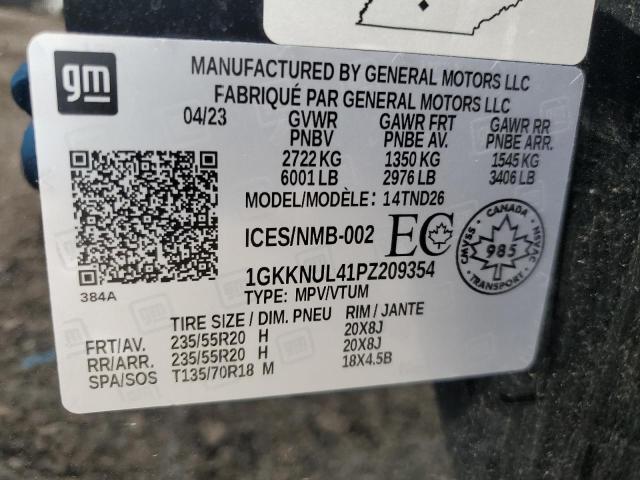 gm
MANUFACTURED BY GENERAL MOTORS LLC
FABRIQUÉ PAR GENERAL MOTORS LLC
04/23 GVWR GAWR FRT GAWR RR
PNBV PNBE AV. PNBE ARR.
2722 KG 1350 KG 1545 KG
6001 LB 2976 LB 3406 LB
MODEL/MODÈLE: 14TND26
ICES/NMB-002 EC
CANADA
CMVSS 985 NSVAC
TRANSPORT
384A
1GKKNUL41PZ209354
TYPE: MPV/VTUM
TIRE SIZE / DIM. PNEU RIM / JANTE
FRT/AV. 235/55R20 H 20X8J
RR/ARR. 235/55R20 H 20X8J
SPA/SOS T135/70R18 M 18X4.5B